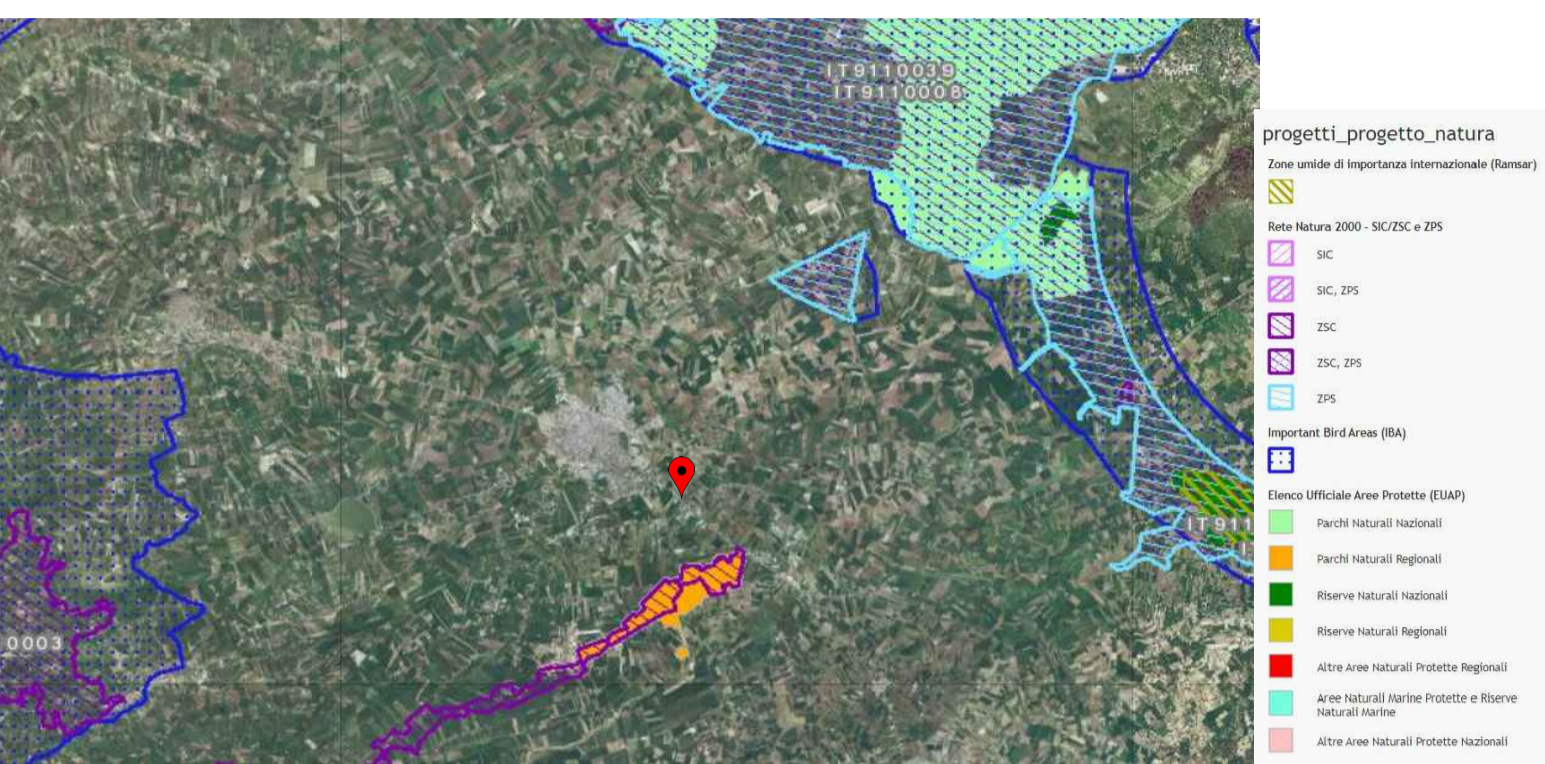 IT9110039
IT9110008
IT911
0003
progetti_progetto_natura
Zone umide di importanza internazionale (Ramsar)
Rete Natura 2000 - SIC/ZSC e ZPS
SIC
SIC, ZPS
ZSC
ZSC, ZPS
ZPS
Important Bird Areas (IBA)
Elenco Ufficiale Aree Protette (EUAP)
Parchi Naturali Nazionali
Parchi Naturali Regionali
Riserve Naturali Nazionali
Riserve Naturali Regionali
Altre Aree Naturali Protette Regionali
Aree Naturali Marine Protette e Riserve
Naturali Marine
Altre Aree Naturali Protette Nazionali